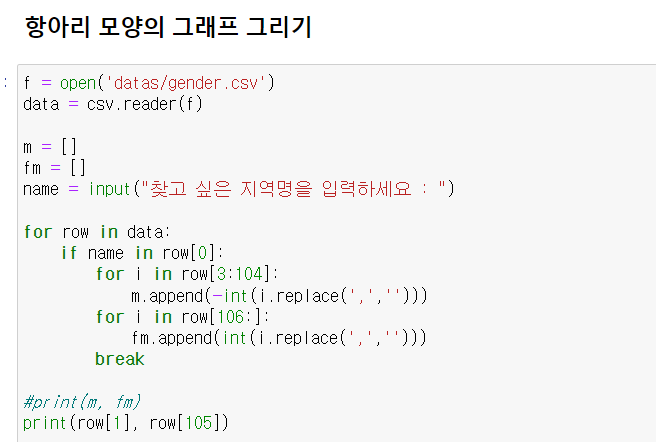 항아리 모양의 그래프 그리기
: f = open('datas/gender.csv')
data = csv.reader(f)
m = []
fm = []
name = input("찾고 싶은 지역명을 입력하세요 : ")
for row in data:
    if name in row[0]:
        for i in row[3:104]:
            m.append(-int(i.replace(',','')))
        for i in row[106:]:
            fm.append(int(i.replace(',','')))
        break
#print(m, fm)
print(row[1], row[105])